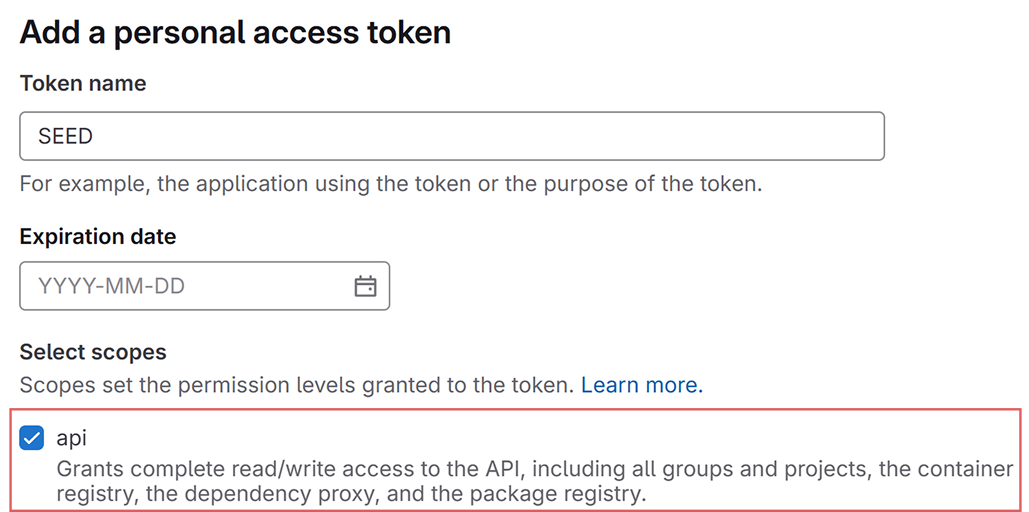 Add a personal access token
Token name
SEED
For example, the application using the token or the purpose of the token.
Expiration date
YYYY-MM-DD
Select scopes
Scopes set the permission levels granted to the token. Learn more.
api
Grants complete read/write access to the API, including all groups and projects, the container
registry, the dependency proxy, and the package registry.